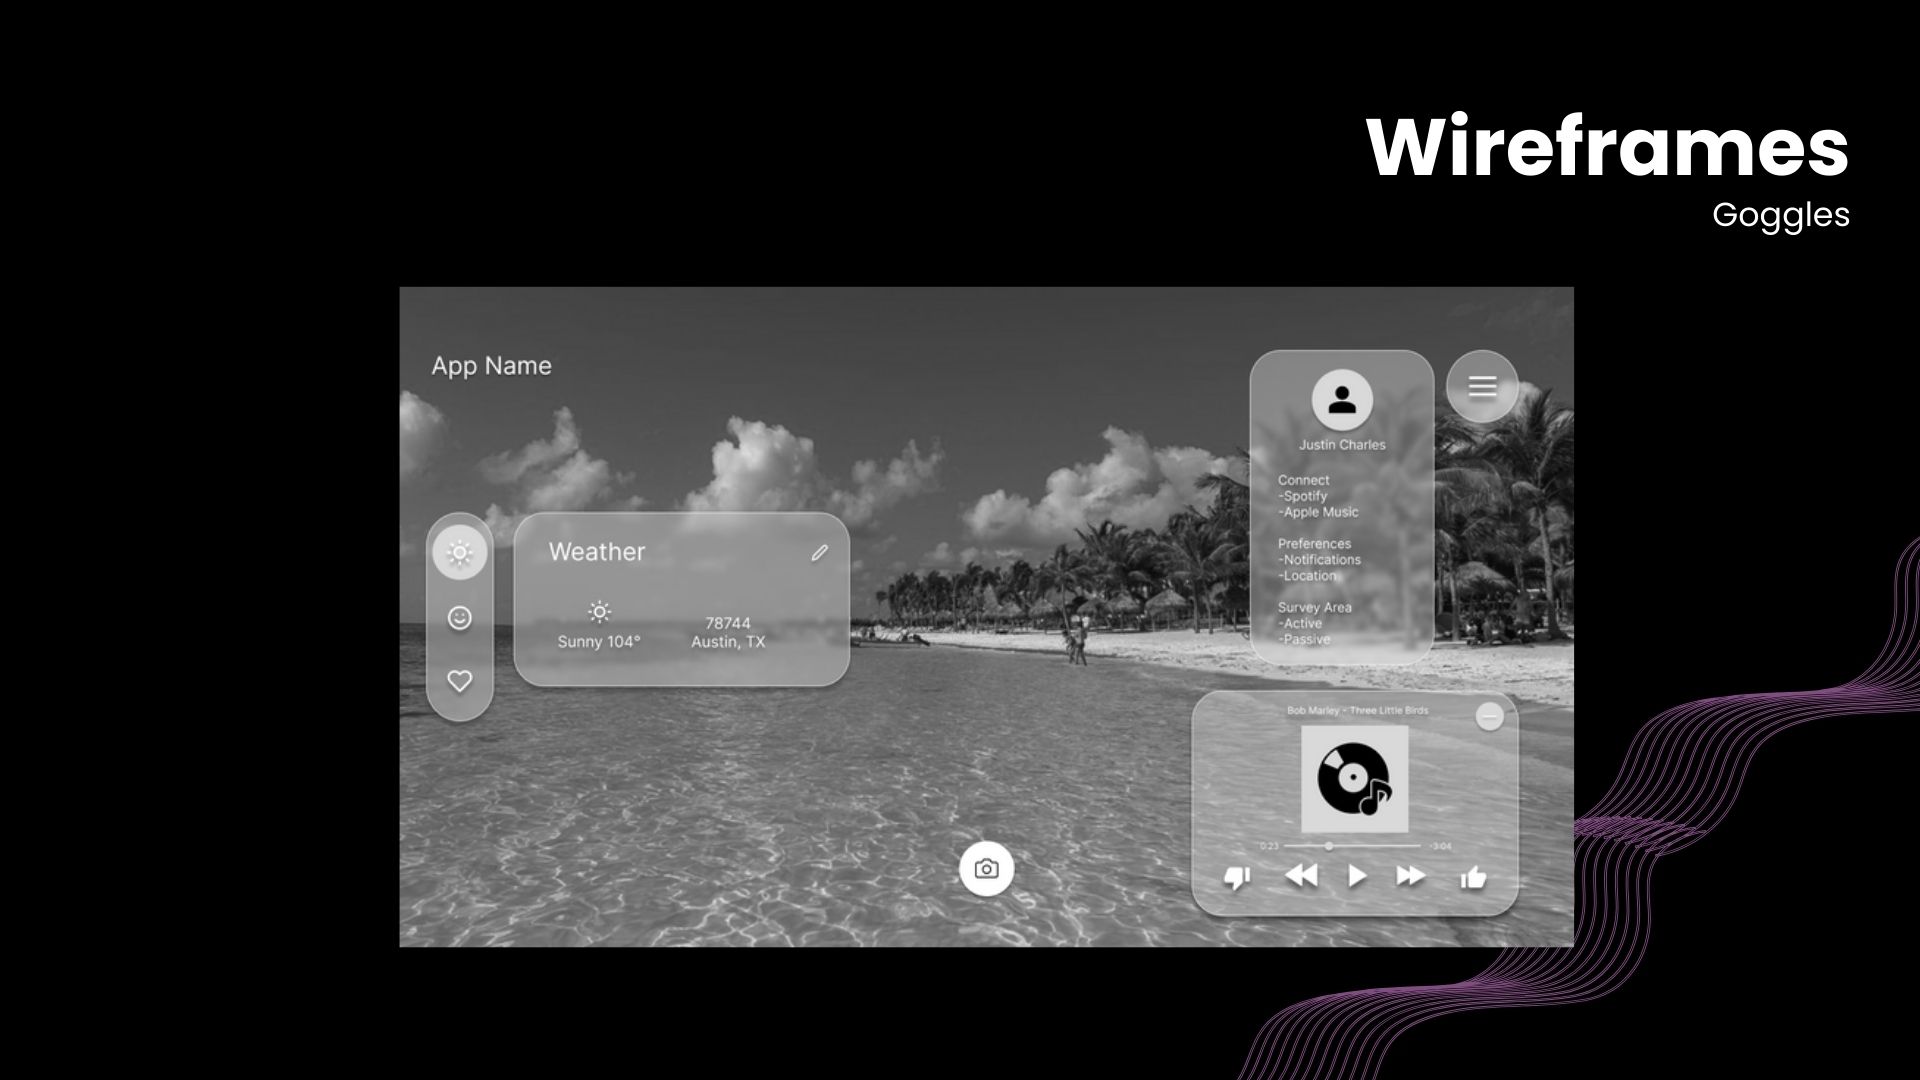 Wireframes
Goggles
App Name
Justin Charles
Connect
-Spotify
-Apple Music
Preferences
-Notifications
-Location
Survey Area
-Active
-Passive
Weather
Sunny 104°
78744
Austin, TX
Bob Marley - Three Little Birds
0:23
-3:04